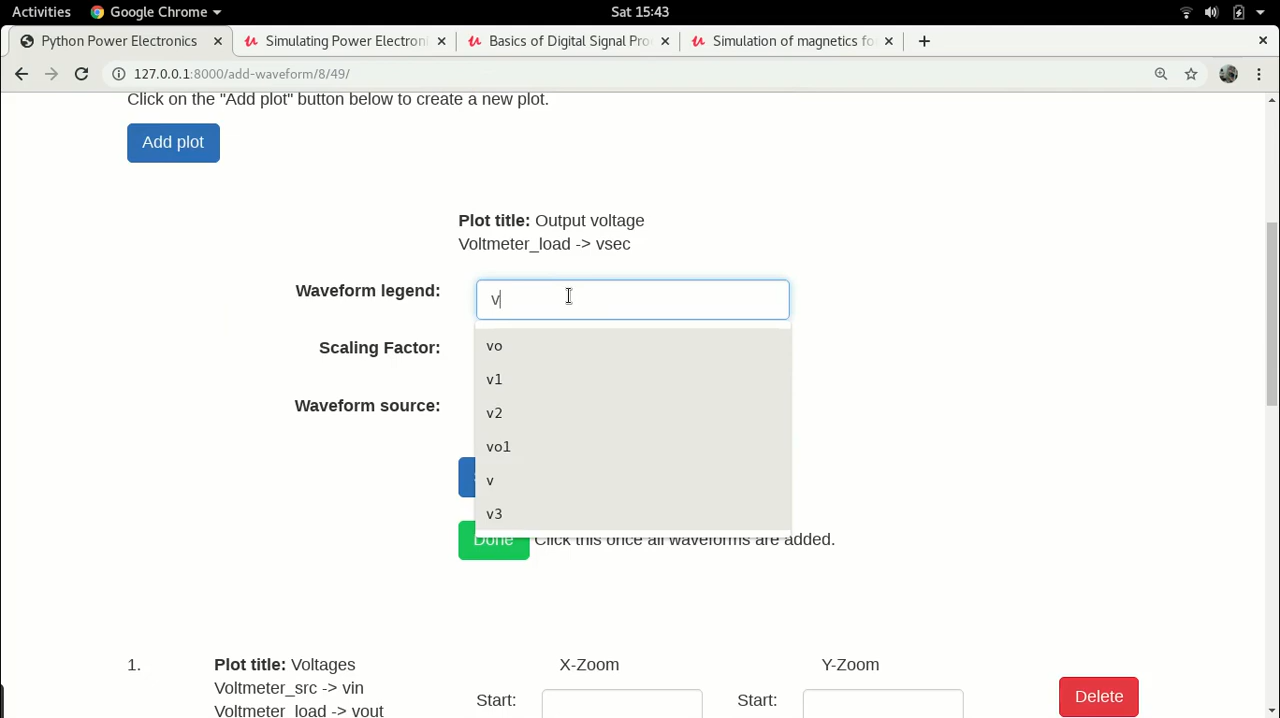 Activities Google Chrome Sat 15:43
Python Power Electronics Simulating Power Electroni Basics of Digital Signal Pro Simulation of magnetics fo
127.0.0.1:8000/add-waveform/8/49/
Click on the "Add plot" button below to create a new plot.
Add plot
Plot title: Output voltage
Voltmeter_load -> vsec
Waveform legend: v
vo
Scaling Factor:
v1
Waveform source:
v2
vo1
v
v3
Done Click this once all waveforms are added.
1. Plot title: Voltages X-Zoom Y-Zoom
Voltmeter_src -> vin
Start: Start: Delete
Voltmeter_load -> vout